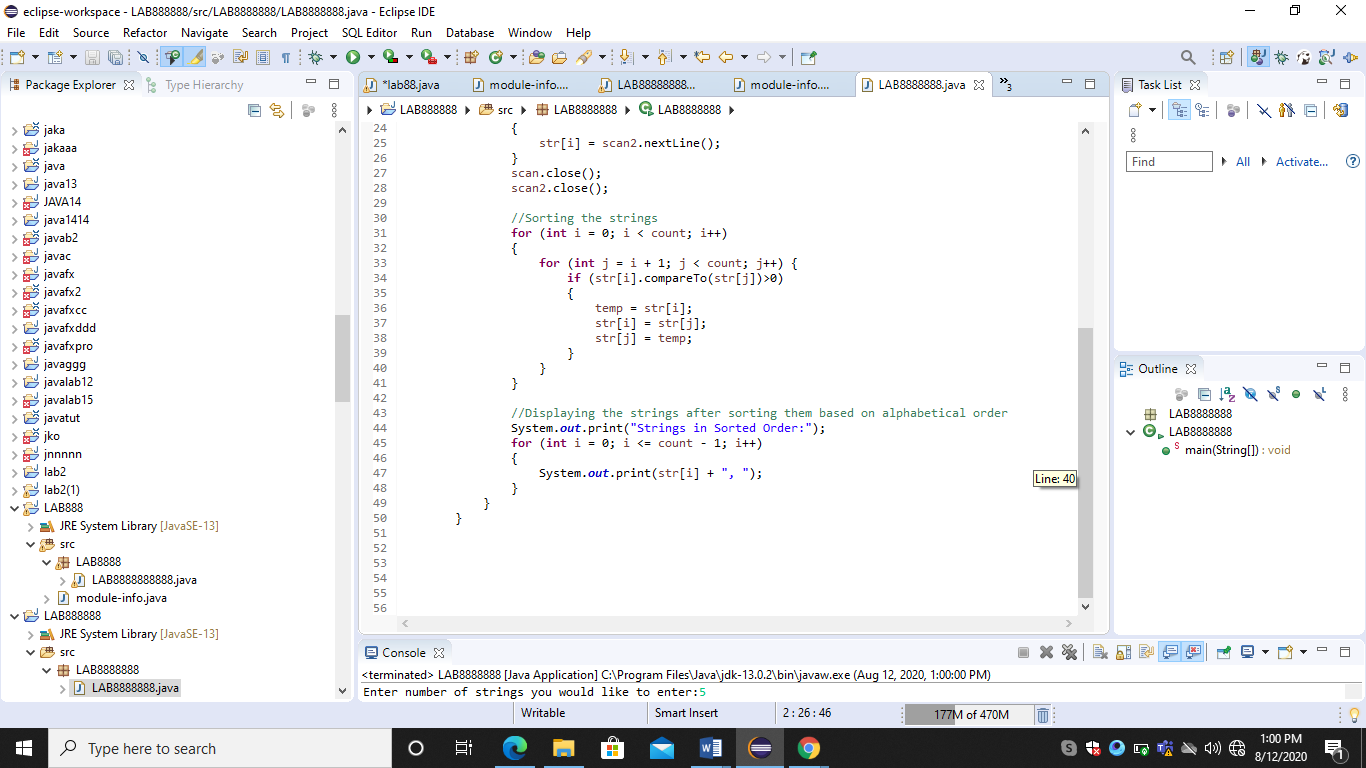 eclipse-workspace - LAB888888/src/LAB8888888/LAB8888888.java - Eclipse IDE
File Edit Source Refactor Navigate Search Project SQL Editor Run Database Window Help
Package Explorer Type Hierarchy
jaka
jakaaa
java
java13
JAVA14
java1414
javab2
javac
javafx
javafx2
javafxcc
javafxddd
javafxpro
javaggg
javalab12
javalab15
javatut
jko
jnnnnn
lab2
lab2(1)
LAB888
JRE System Library [JavaSE-13]
src
LAB8888
LAB8888888888.java
module-info.java
LAB888888
JRE System Library [JavaSE-13]
src
LAB8888888
LAB8888888.java
*lab88.java module-info.... LAB88888888... module-info.... LAB8888888.java 3
LAB888888 src LAB8888888 LAB8888888
24 {
25 str[i] = scan2.nextLine();
26 }
27 scan.close();
28 scan2.close();
29
30 //Sorting the strings
31 for (int i = 0; i < count; i++)
32 {
33 for (int j = i + 1; j < count; j++) {
34 if (str[i].compareTo(str[j])>0)
35 {
36 temp = str[i];
37 str[i] = str[j];
38 str[j] = temp;
39 }
40 }
41 }
42
43 //Displaying the strings after sorting them based on alphabetical order
44 System.out.print("Strings in Sorted Order:");
45 for (int i = 0; i <= count - 1; i++)
46 {
47 System.out.print(str[i] + ", ");
48 }
49 }
50 }
51
52
53
54
55
56
Line: 40
Task List
Find All Activate...
Outline
LAB8888888
LAB8888888
main(String[]) : void
Console
<terminated> LAB8888888 [Java Application] C:\Program Files\Java\jdk-13.0.2\bin\javaw.exe (Aug 12, 2020, 1:00:00 PM)
Enter number of strings you would like to enter:5
Writable Smart Insert 2 : 26 : 46 177M of 470M
Type here to search
1:00 PM
8/12/2020
1